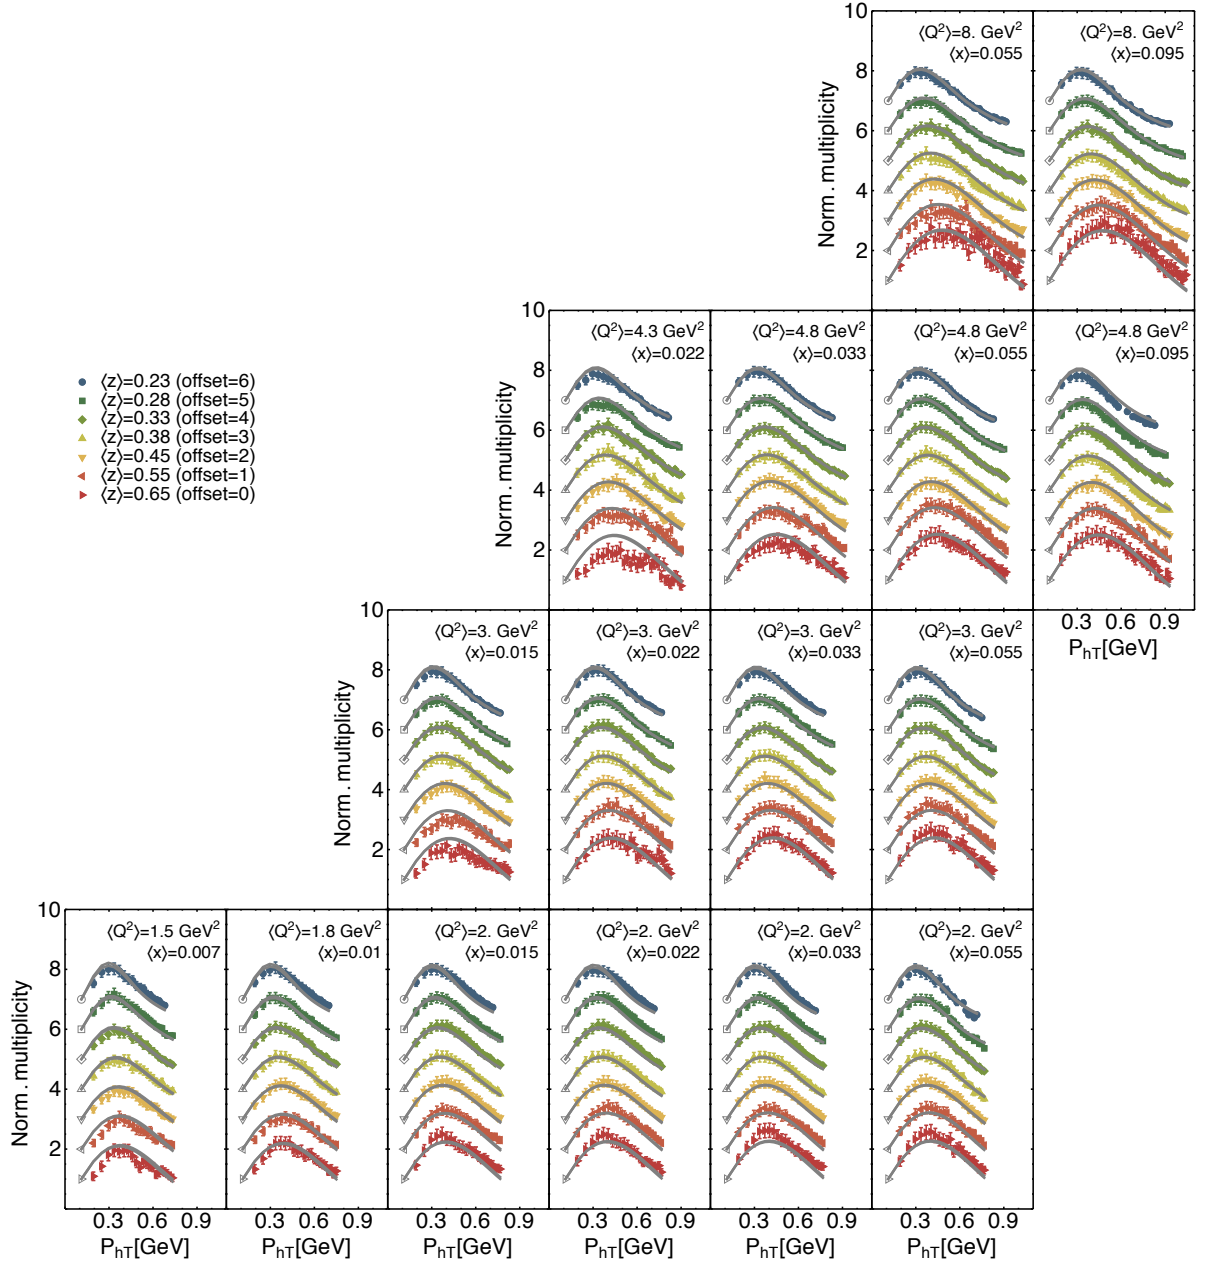 10
8
6
4
2
Norm. multiplicity
⟨Q²⟩=8. GeV²
⟨x⟩=0.055
⟨Q²⟩=8. GeV²
⟨x⟩=0.095
10
8
6
4
2
Norm. multiplicity
⟨Q²⟩=4.3 GeV²
⟨x⟩=0.022
⟨Q²⟩=4.8 GeV²
⟨x⟩=0.033
⟨Q²⟩=4.8 GeV²
⟨x⟩=0.055
⟨Q²⟩=4.8 GeV²
⟨x⟩=0.095
0.3 0.6 0.9
P_hT[GeV]
⟨z⟩=0.23 (offset=6)
⟨z⟩=0.28 (offset=5)
⟨z⟩=0.33 (offset=4)
⟨z⟩=0.38 (offset=3)
⟨z⟩=0.45 (offset=2)
⟨z⟩=0.55 (offset=1)
⟨z⟩=0.65 (offset=0)
10
8
6
4
2
Norm. multiplicity
⟨Q²⟩=3. GeV²
⟨x⟩=0.015
⟨Q²⟩=3. GeV²
⟨x⟩=0.022
⟨Q²⟩=3. GeV²
⟨x⟩=0.033
⟨Q²⟩=3. GeV²
⟨x⟩=0.055
10
8
6
4
2
Norm. multiplicity
⟨Q²⟩=1.5 GeV²
⟨x⟩=0.007
⟨Q²⟩=1.8 GeV²
⟨x⟩=0.01
⟨Q²⟩=2. GeV²
⟨x⟩=0.015
⟨Q²⟩=2. GeV²
⟨x⟩=0.022
⟨Q²⟩=2. GeV²
⟨x⟩=0.033
⟨Q²⟩=2. GeV²
⟨x⟩=0.055
0.3 0.6 0.9 0.3 0.6 0.9 0.3 0.6 0.9 0.3 0.6 0.9 0.3 0.6 0.9 0.3 0.6 0.9
P_hT[GeV] P_hT[GeV] P_hT[GeV] P_hT[GeV] P_hT[GeV] P_hT[GeV]